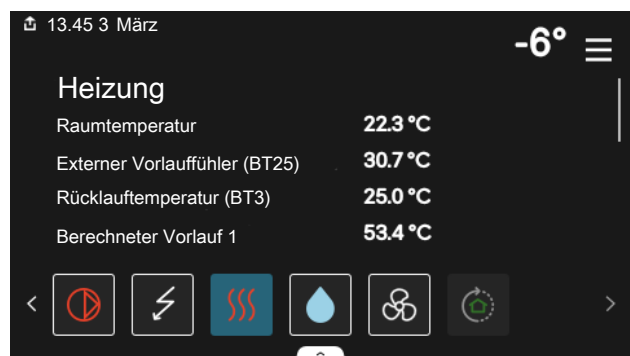 13.45 3 März
-6°
Heizung
Raumtemperatur 22.3 °C
Externer Vorlauffühler (BT25) 30.7 °C
Rücklauftemperatur (BT3) 25.0 °C
Berechneter Vorlauf 1 53.4 °C